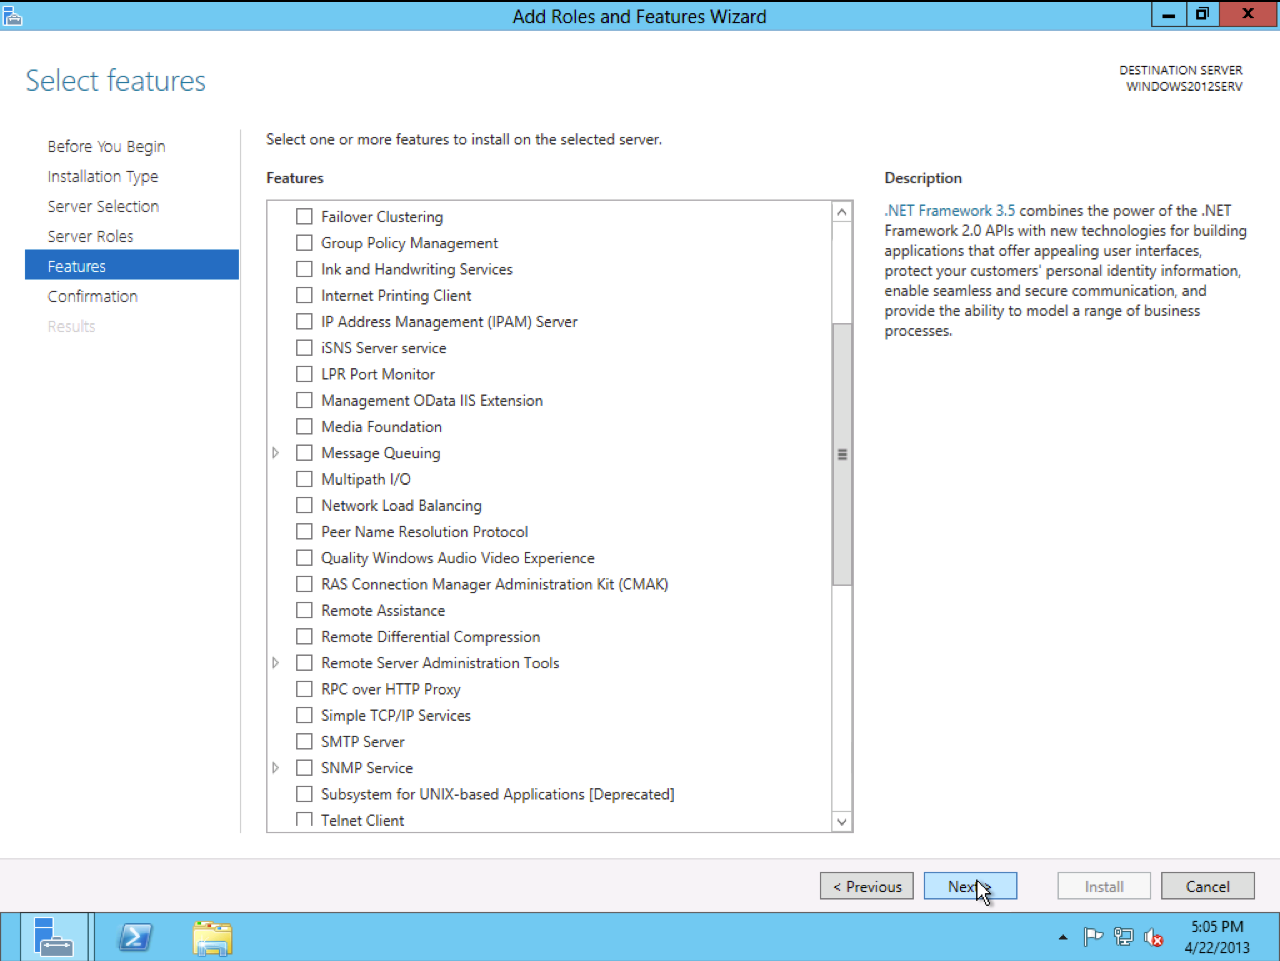 Add Roles and Features Wizard
Select features
DESTINATION SERVER
WINDOWS2012SERV
Before You Begin
Installation Type
Server Selection
Server Roles
Features
Confirmation
Results
Select one or more features to install on the selected server.
Features
Failover Clustering
Group Policy Management
Ink and Handwriting Services
Internet Printing Client
IP Address Management (IPAM) Server
iSNS Server service
LPR Port Monitor
Management OData IIS Extension
Media Foundation
Message Queuing
Multipath I/O
Network Load Balancing
Peer Name Resolution Protocol
Quality Windows Audio Video Experience
RAS Connection Manager Administration Kit (CMAK)
Remote Assistance
Remote Differential Compression
Remote Server Administration Tools
RPC over HTTP Proxy
Simple TCP/IP Services
SMTP Server
SNMP Service
Subsystem for UNIX-based Applications [Deprecated]
Telnet Client
Description
.NET Framework 3.5 combines the power of the .NET
Framework 2.0 APIs with new technologies for building
applications that offer appealing user interfaces,
protect your customers' personal identity information,
enable seamless and secure communication, and
provide the ability to model a range of business
processes.
< Previous
Next >
Install
Cancel
5:05 PM
4/22/2013